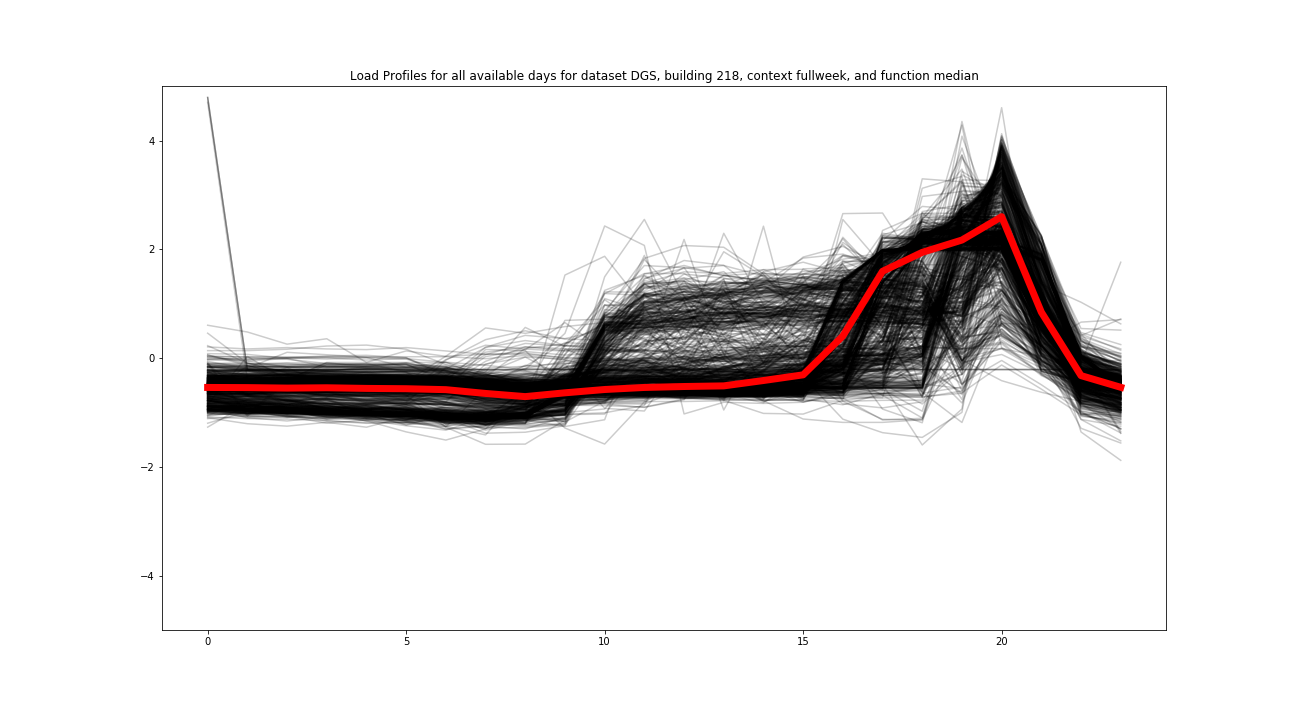 Load Profiles for all available days for dataset DGS, building 218, context fullweek, and function median
4
2
0
−2
−4
0 5 10 15 20